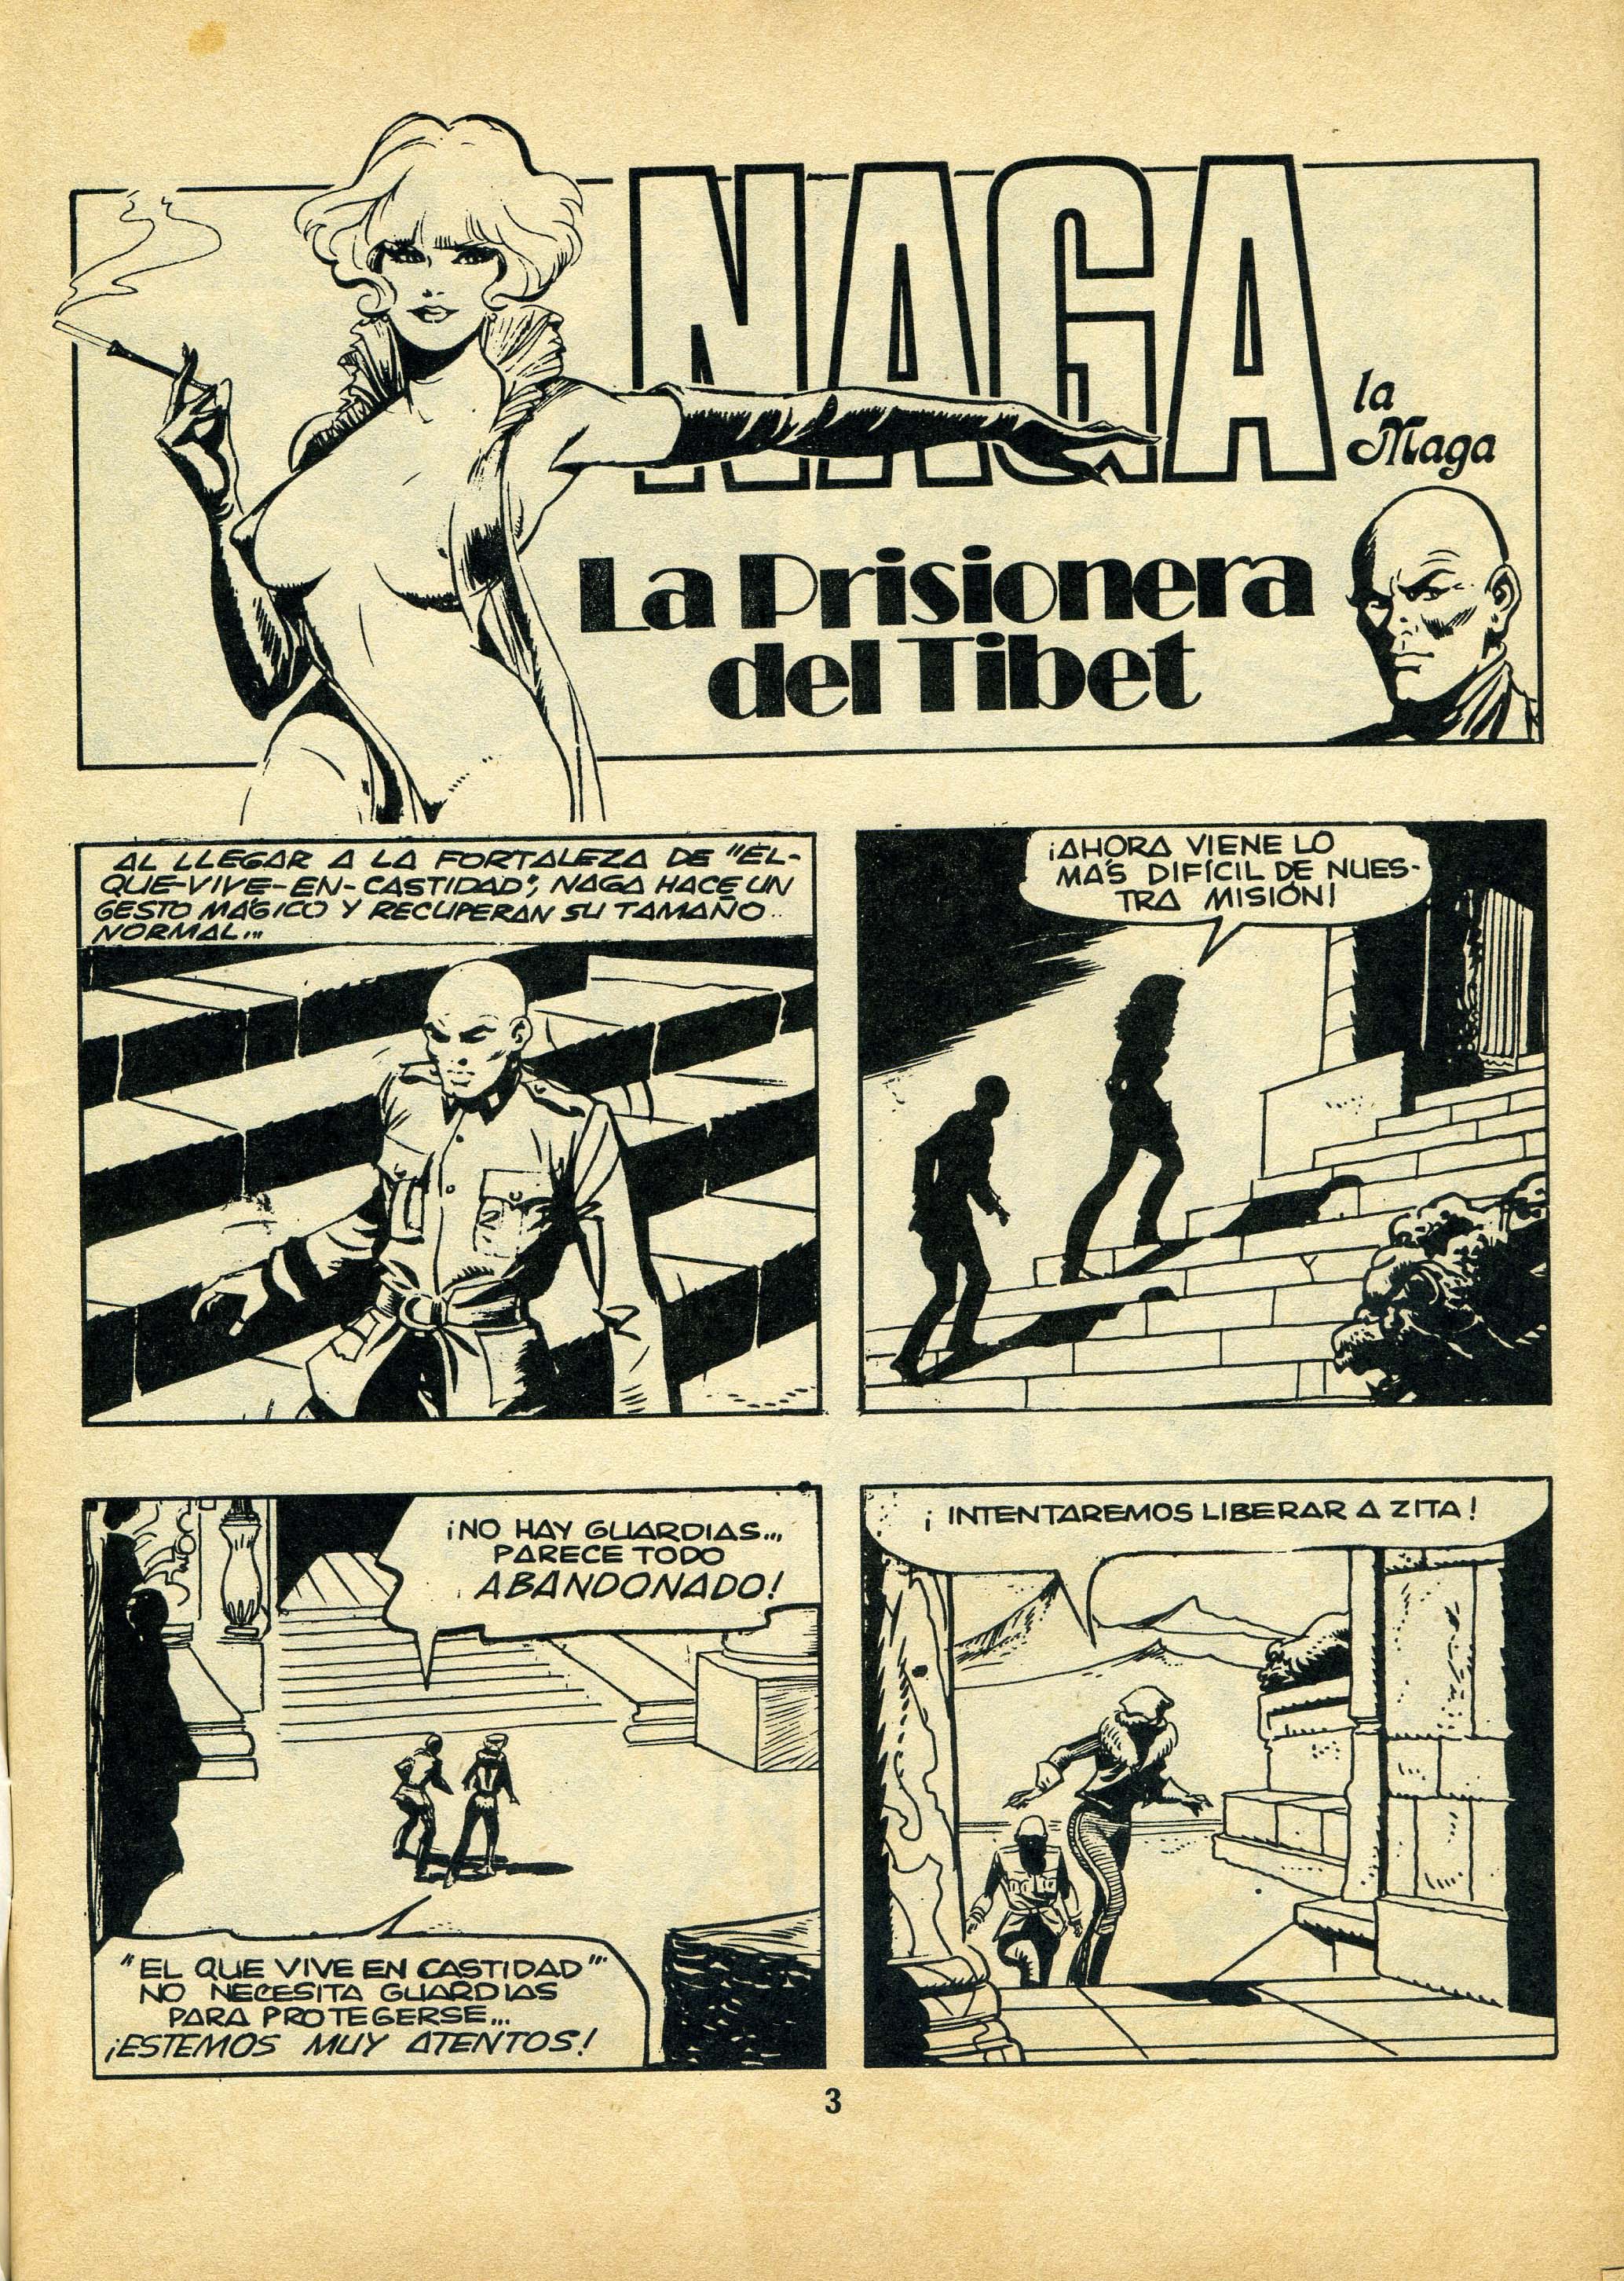 NAGA
la
Maga
La Prisionera
del Tibet
AL LLEGAR A LA FORTALEZA DE "EL-
QUE-VIVE-EN-CASTIDAD", NAGA HACE UN
GESTO MÁGICO Y RECUPERAN SU TAMAÑO..
NORMAL...
¡AHORA VIENE LO
MÁS DIFÍCIL DE NUES-
TRA MISIÓN!
¡NO HAY GUARDIAS...
PARECE TODO
ABANDONADO!
"EL QUE VIVE EN CASTIDAD"
NO NECESITA GUARDIAS
PARA PROTEGERSE...
¡ESTEMOS MUY ATENTOS!
¡INTENTAREMOS LIBERAR A ZITA!
3